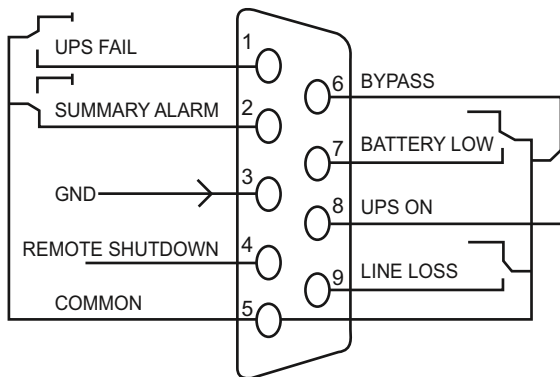 1
UPS FAIL
6
BYPASS
2
SUMMARY ALARM
7
BATTERY LOW
3
GND
8
UPS ON
4
REMOTE SHUTDOWN
9
LINE LOSS
5
COMMON